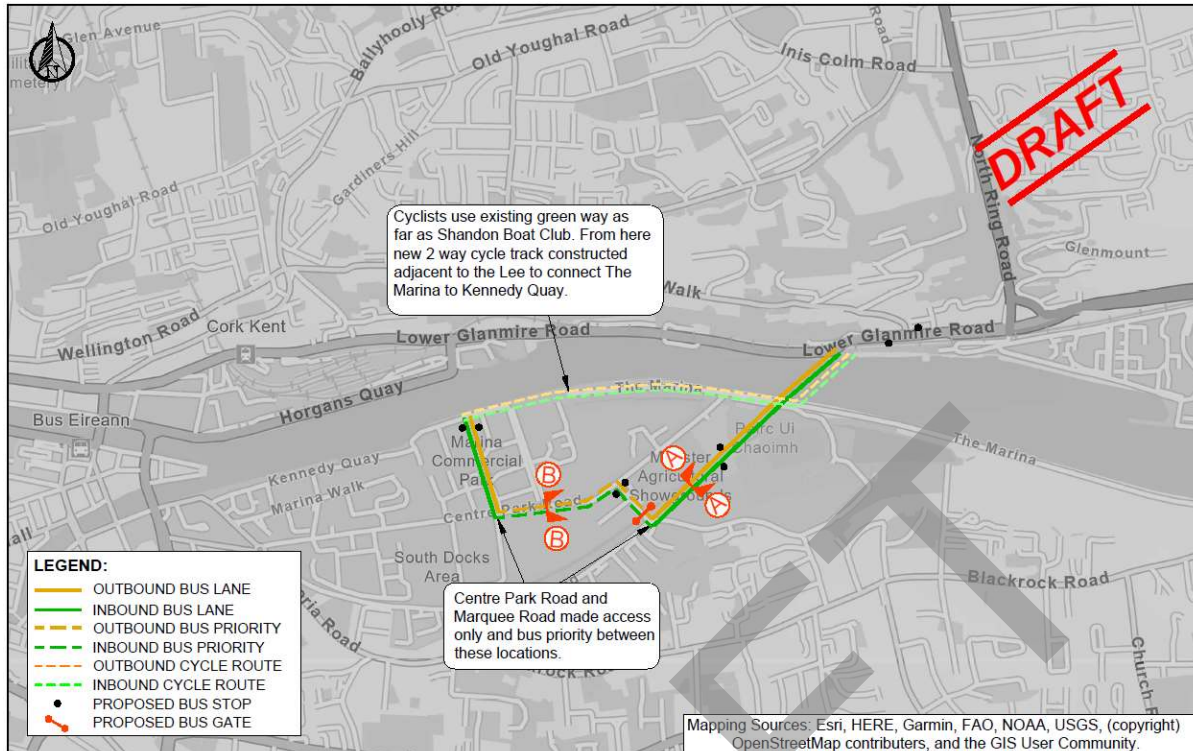 Glen Avenue
Ballyhooly Ro
Old Youghal Road
Road
Inis Colm Road
metery
N
DRAFT
North Ring Road
Gardiners Hill
Old Youghal Road
Cyclists use existing green way as
far as Shandon Boat Club. From here
new 2 way cycle track constructed
adjacent to the Lee to connect The
Marina to Kennedy Quay.
Glenmount
Walk
Wellington Road
Cork Kent
Lower Glanmire Road
Lower Glanmire Road
Horgans Quay
The Marina
Bus Eireann
Marina
Commercial
Park
The Marina
Kennedy Quay
Marina Walk
Agricultural
A
A
B
B
Centre Park Road
South Docks
Area
Blackrock Road
Church R
oria Road
rock Ro
Centre Park Road and
Marquee Road made access
only and bus priority between
these locations.
LEGEND:
OUTBOUND BUS LANE
INBOUND BUS LANE
OUTBOUND BUS PRIORITY
INBOUND BUS PRIORITY
OUTBOUND CYCLE ROUTE
INBOUND CYCLE ROUTE
PROPOSED BUS STOP
PROPOSED BUS GATE
Mapping Sources: Esri, HERE, Garmin, FAO, NOAA, USGS, (copyright)
OpenStreetMap contributers, and the GIS User Community.